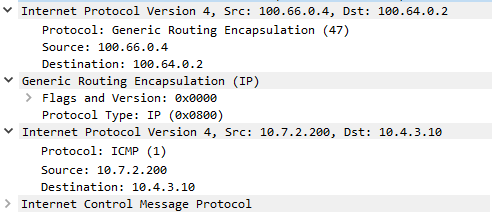 Internet Protocol Version 4, Src: 100.66.0.4, Dst: 100.64.0.2
Protocol: Generic Routing Encapsulation (47)
Source: 100.66.0.4
Destination: 100.64.0.2
Generic Routing Encapsulation (IP)
Flags and Version: 0x0000
Protocol Type: IP (0x0800)
Internet Protocol Version 4, Src: 10.7.2.200, Dst: 10.4.3.10
Protocol: ICMP (1)
Source: 10.7.2.200
Destination: 10.4.3.10
Internet Control Message Protocol